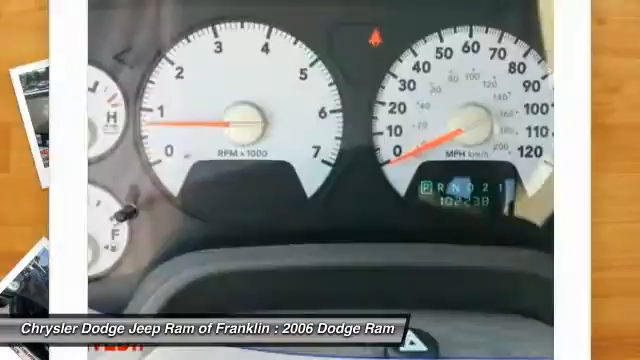 3 4
2 5
1 6
0 7
RPM x 1000
50 60 70
40 80
30 90
20 100
10 110
0 120
MPH km/h
H
F
P R N D 2 1
102238
Chrysler Dodge Jeep Ram of Franklin : 2006 Dodge Ram